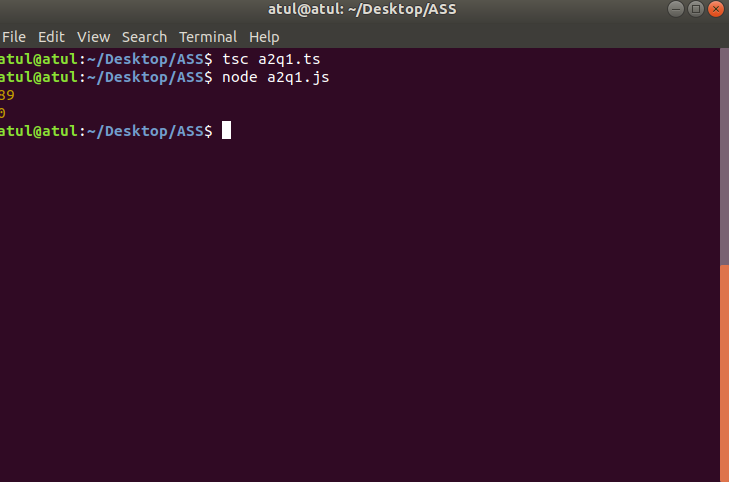 atul@atul: ~/Desktop/ASS
File Edit View Search Terminal Help
atul@atul:~/Desktop/ASS$ tsc a2q1.ts
atul@atul:~/Desktop/ASS$ node a2q1.js
89
0
atul@atul:~/Desktop/ASS$